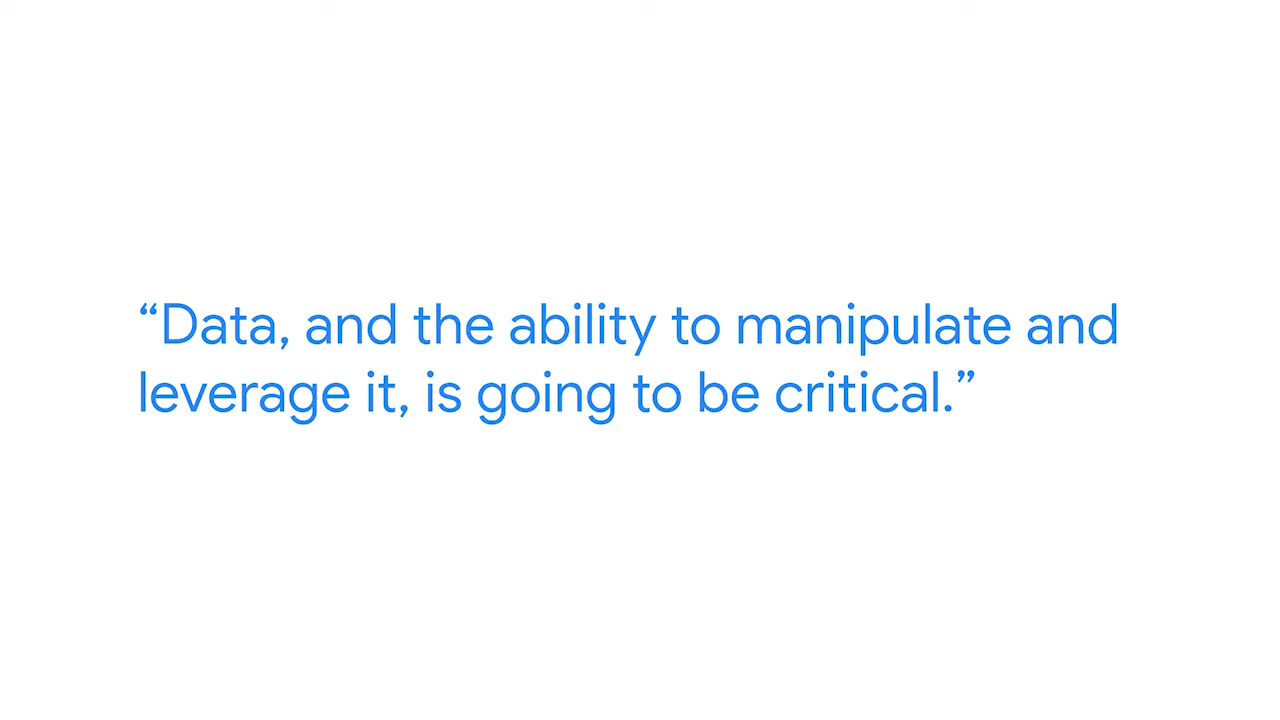 “Data, and the ability to manipulate and
leverage it, is going to be critical.”